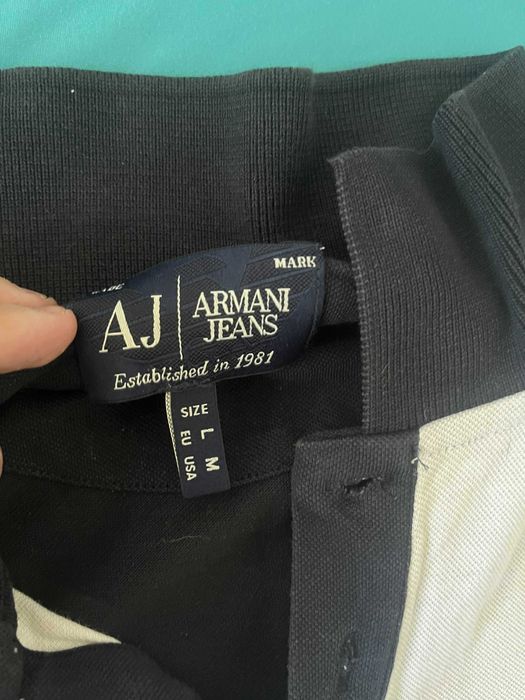 MARK
AJ
ARMANI
JEANS
Established in 1981
SIZE
L M
EU USA